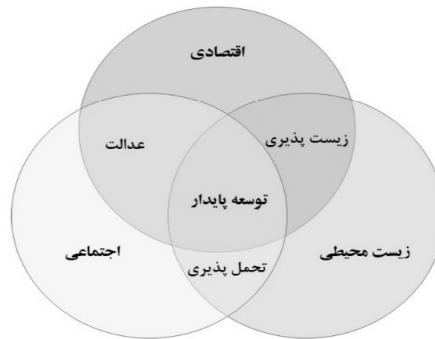 اقتصادی
زیست پذیری
عدالت
توسعه پایدار
زیست محیطی
اجتماعی
تحمل پذیری